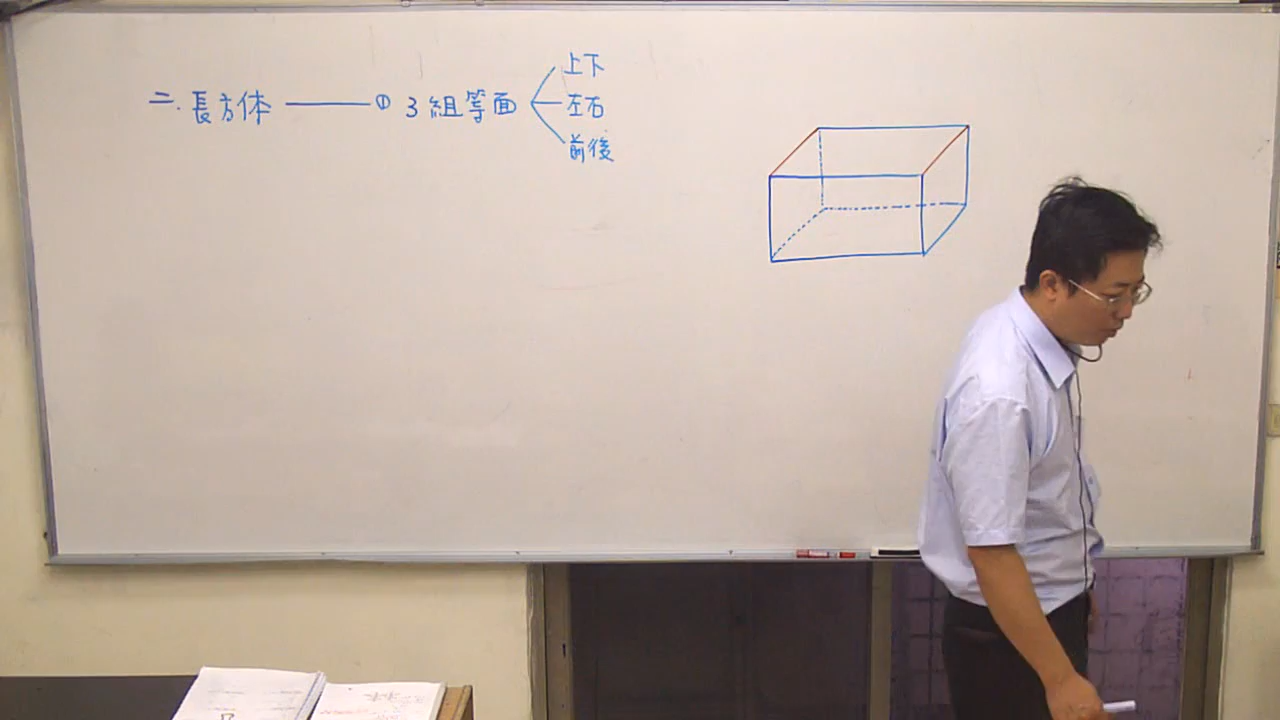 二. 長方体 —— ① 3 組等面
上下
左右
前後